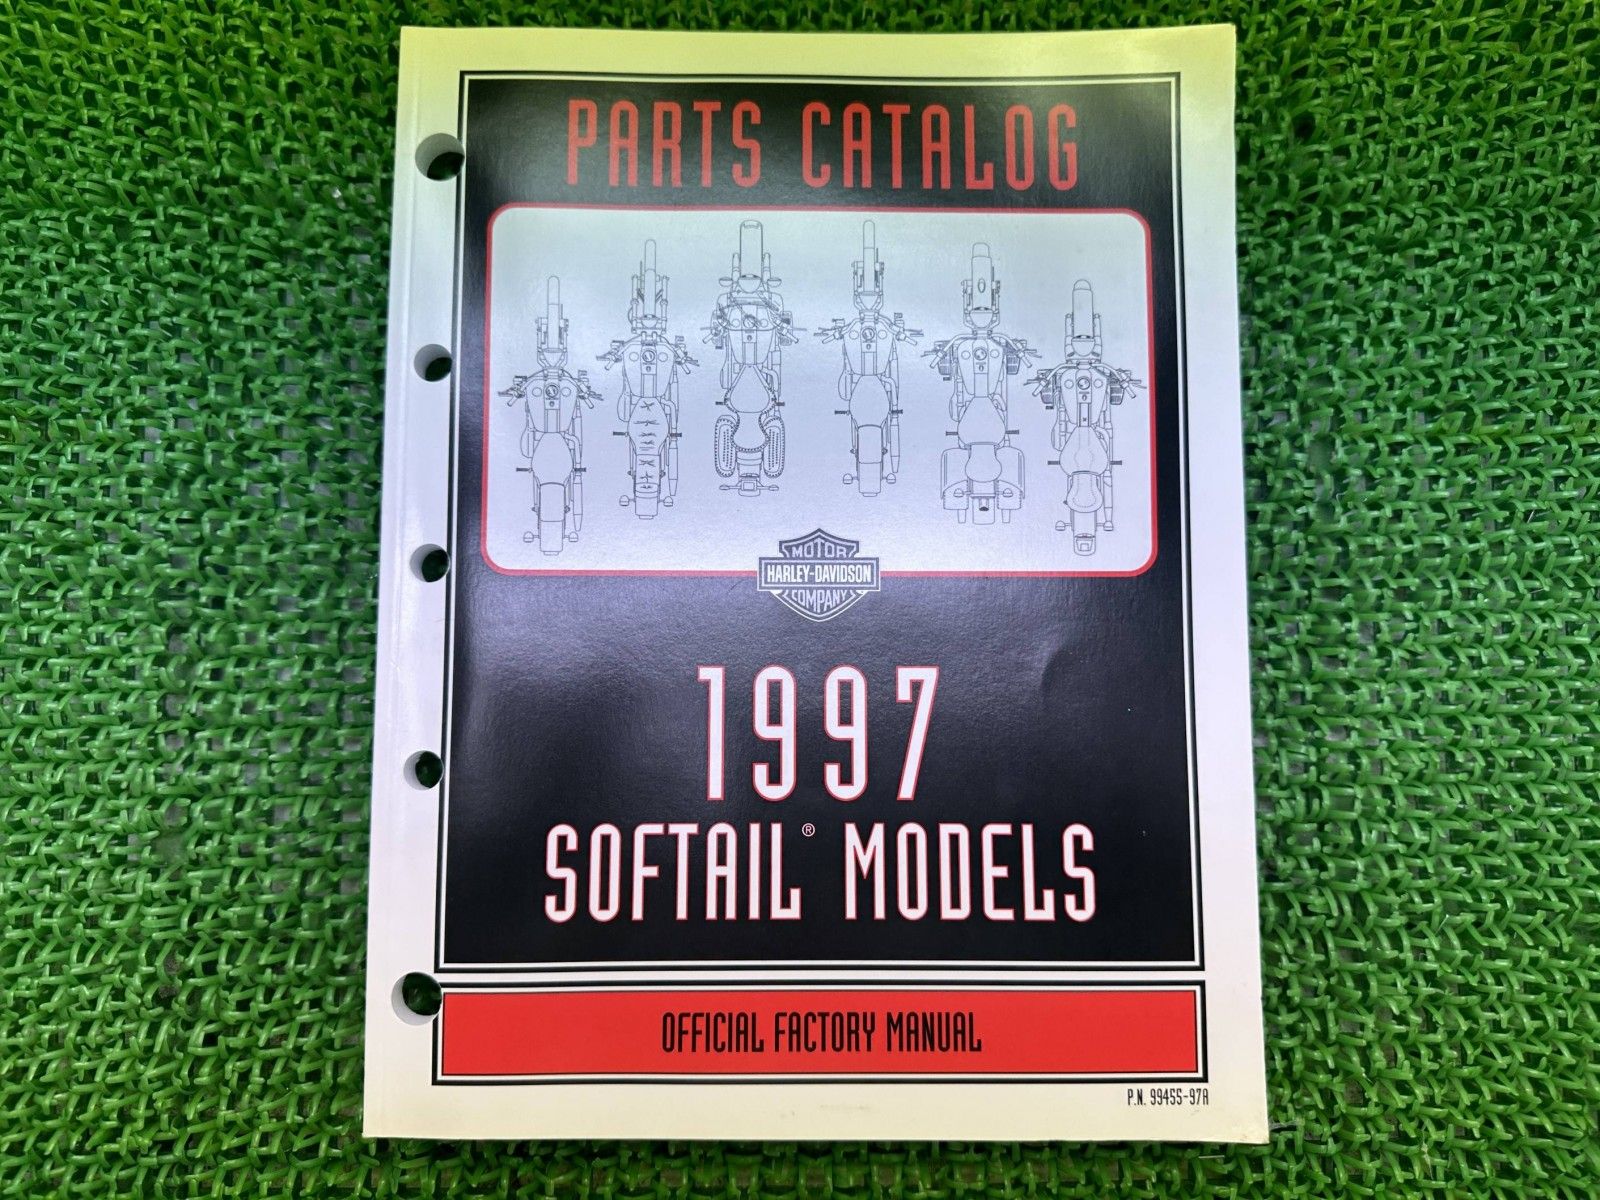 PARTS CATALOG
MOTOR
HARLEY-DAVIDSON
COMPANY
1997
SOFTAIL® MODELS
OFFICIAL FACTORY MANUAL
P.N. 99455-97A